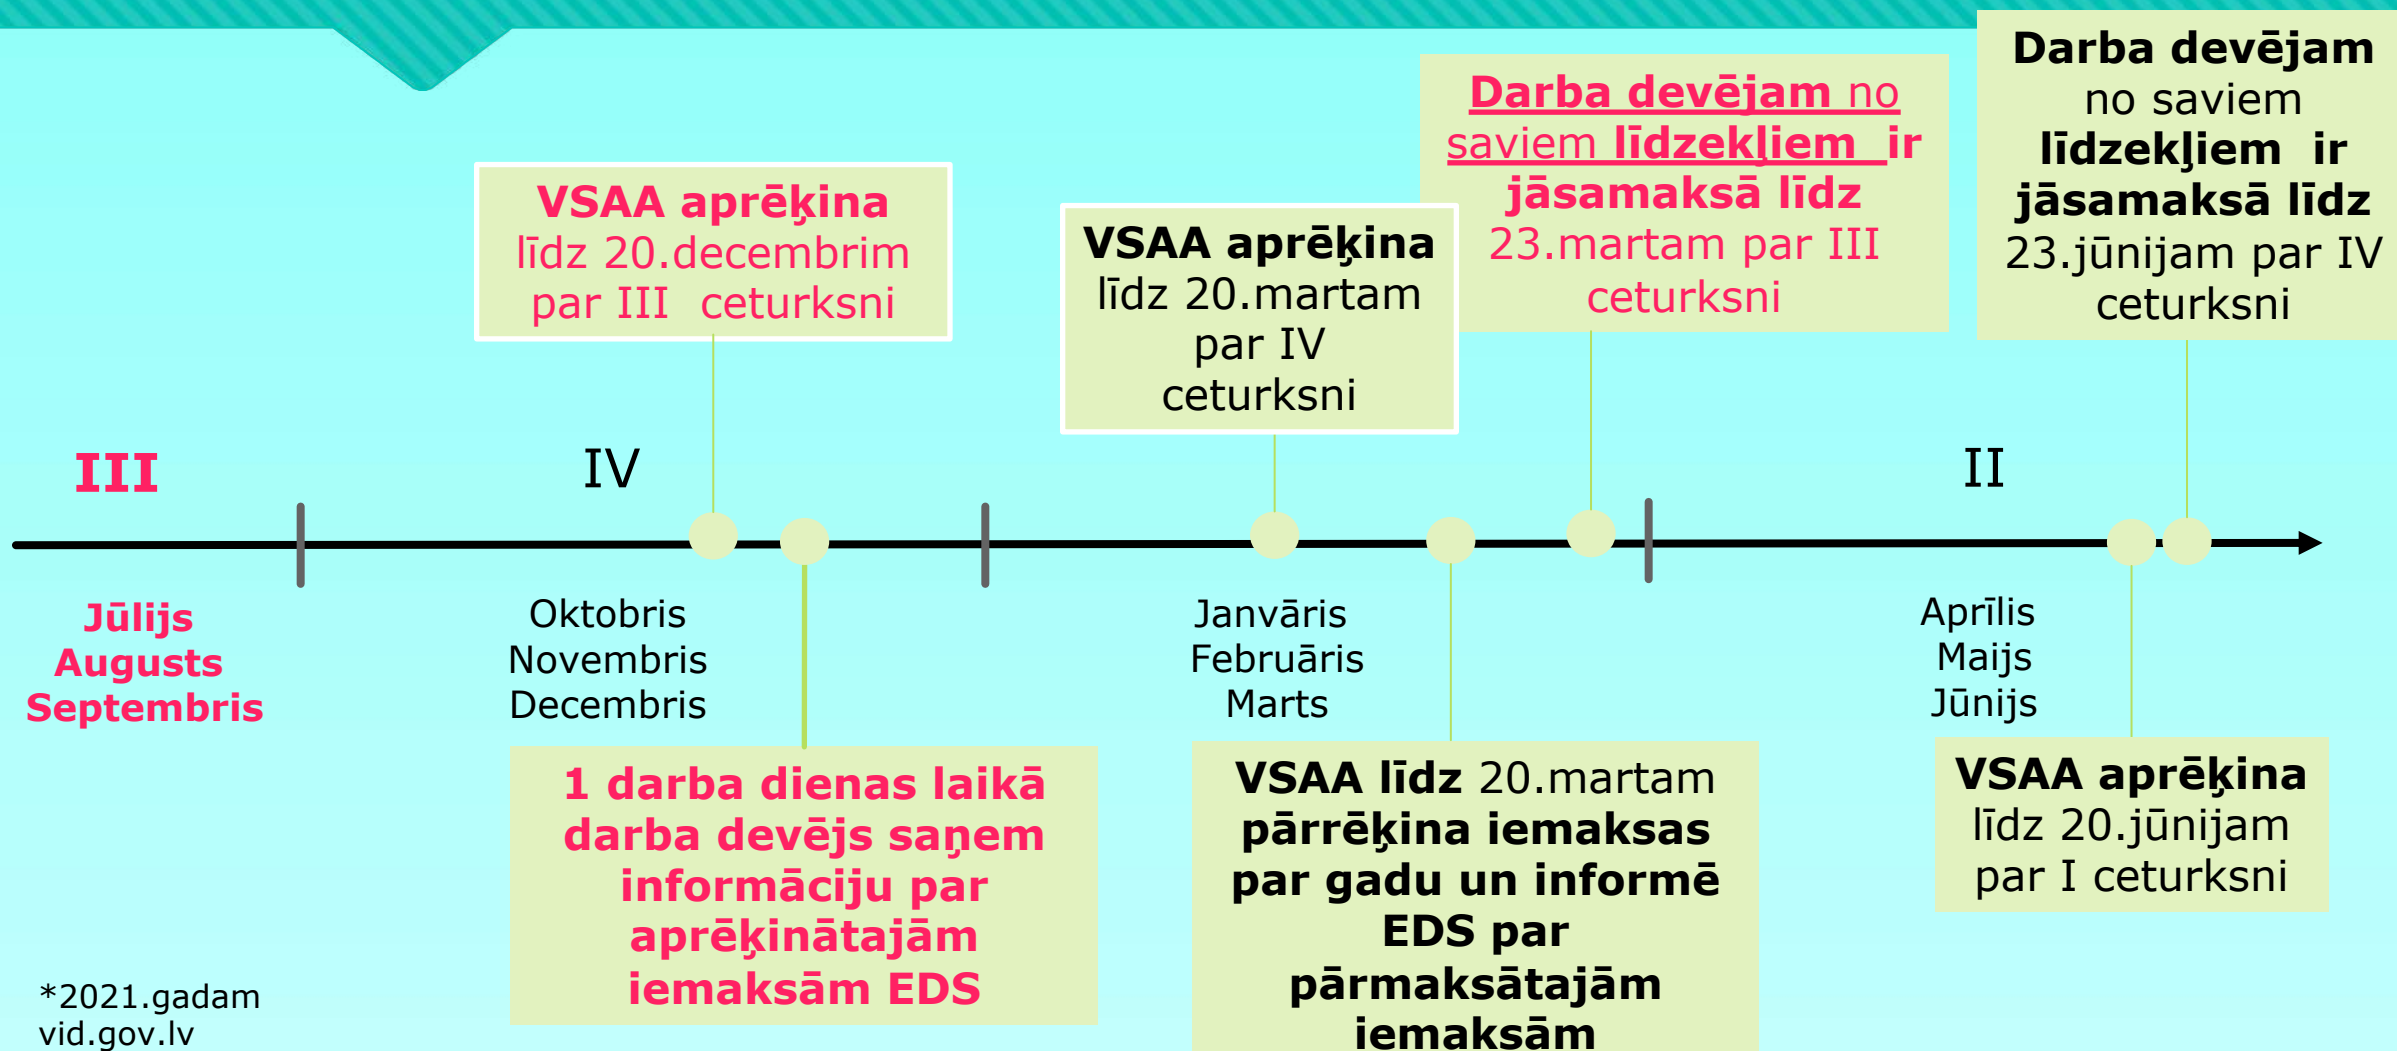 VSAA aprēķina
līdz 20.decembrim
par III ceturksni
VSAA aprēķina
līdz 20.martam
par IV
ceturksni
Darba devējam no
saviem līdzekļiem ir
jāsamaksā līdz
23.martam par III
ceturksni
Darba devējam
no saviem
līdzekļiem ir
jāsamaksā līdz
23.jūnijam par IV
ceturksni
III
IV
II
Jūlijs
Augusts
Septembris
Oktobris
Novembris
Decembris
Janvāris
Februāris
Marts
Aprīlis
Maijs
Jūnijs
1 darba dienas laikā
darba devējs saņem
informāciju par
aprēķinātajām
iemaksām EDS
VSAA līdz 20.martam
pārrēķina iemaksas
par gadu un informē
EDS par
pārmaksātajām
iemaksām
VSAA aprēķina
līdz 20.jūnijam
par I ceturksni
*2021.gadam
vid.gov.lv